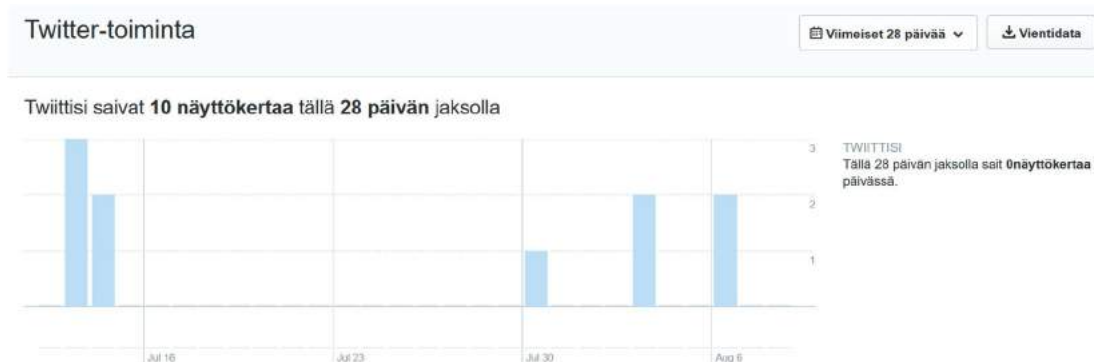 Twitter-toiminta
Viimeiset 28 päivää
Vientidata
Twiittisi saivat 10 näyttökertaa tällä 28 päivän jaksolla
3
2
1
TWIITTISI
Tällä 28 päivän jaksolla sait 0näyttökertaa
päivässä.
Jul 16
Jul 23
Jul 30
Aug 6